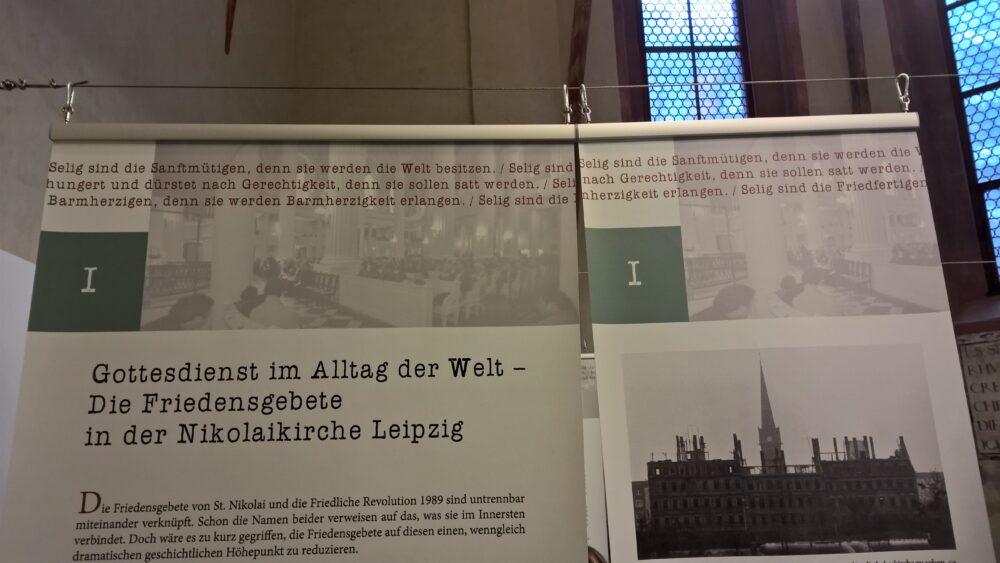 Selig sind die Sanftmütigen, denn sie werden die Welt besitzen. / Selig sind
hungert und dürstet nach Gerechtigkeit, denn sie sollen satt werden. / Seli
Barmherzigen, denn sie werden Barmherzigkeit erlangen. / Selig sind die
I
Gottesdienst im Alltag der Welt –
Die Friedensgebete
in der Nikolaikirche Leipzig
Die Friedensgebete von St. Nikolai und die Friedliche Revolution 1989 sind untrennbar
miteinander verknüpft. Schon die Namen beider verweisen auf das, was sie im Innersten
verbindet. Doch wäre es zu kurz gegriffen, die Friedensgebete auf diesen einen, wenngleich
dramatischen geschichtlichen Höhepunkt zu reduzieren.
Selig sind die Sanftmütigen, denn sie werden die W
nach Gerechtigkeit, denn sie sollen satt werden. /
nherzigkeit erlangen. / Selig sind die Friedfertigen
I